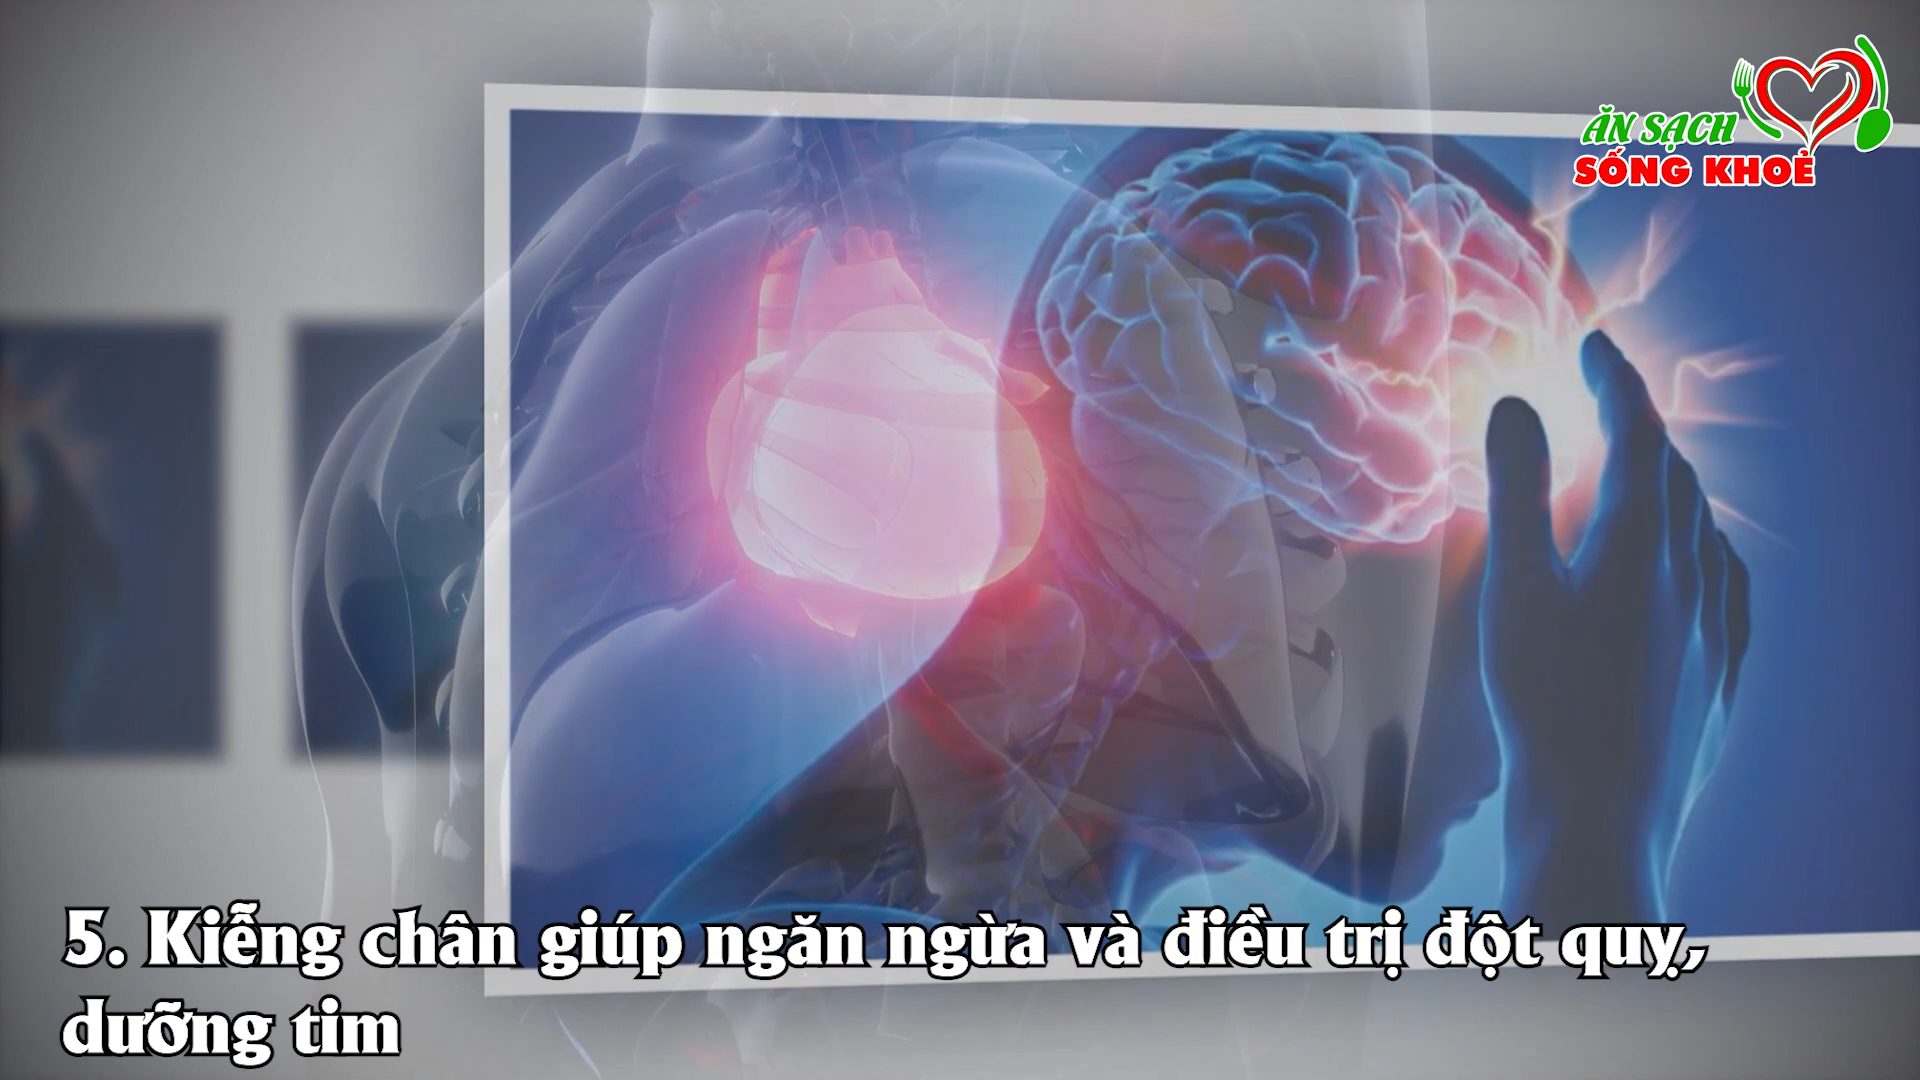 ĂN SẠCH
SỐNG KHOẺ
5. Kiễng chân giúp ngăn ngừa và điều trị đột quỵ,
dưỡng tim